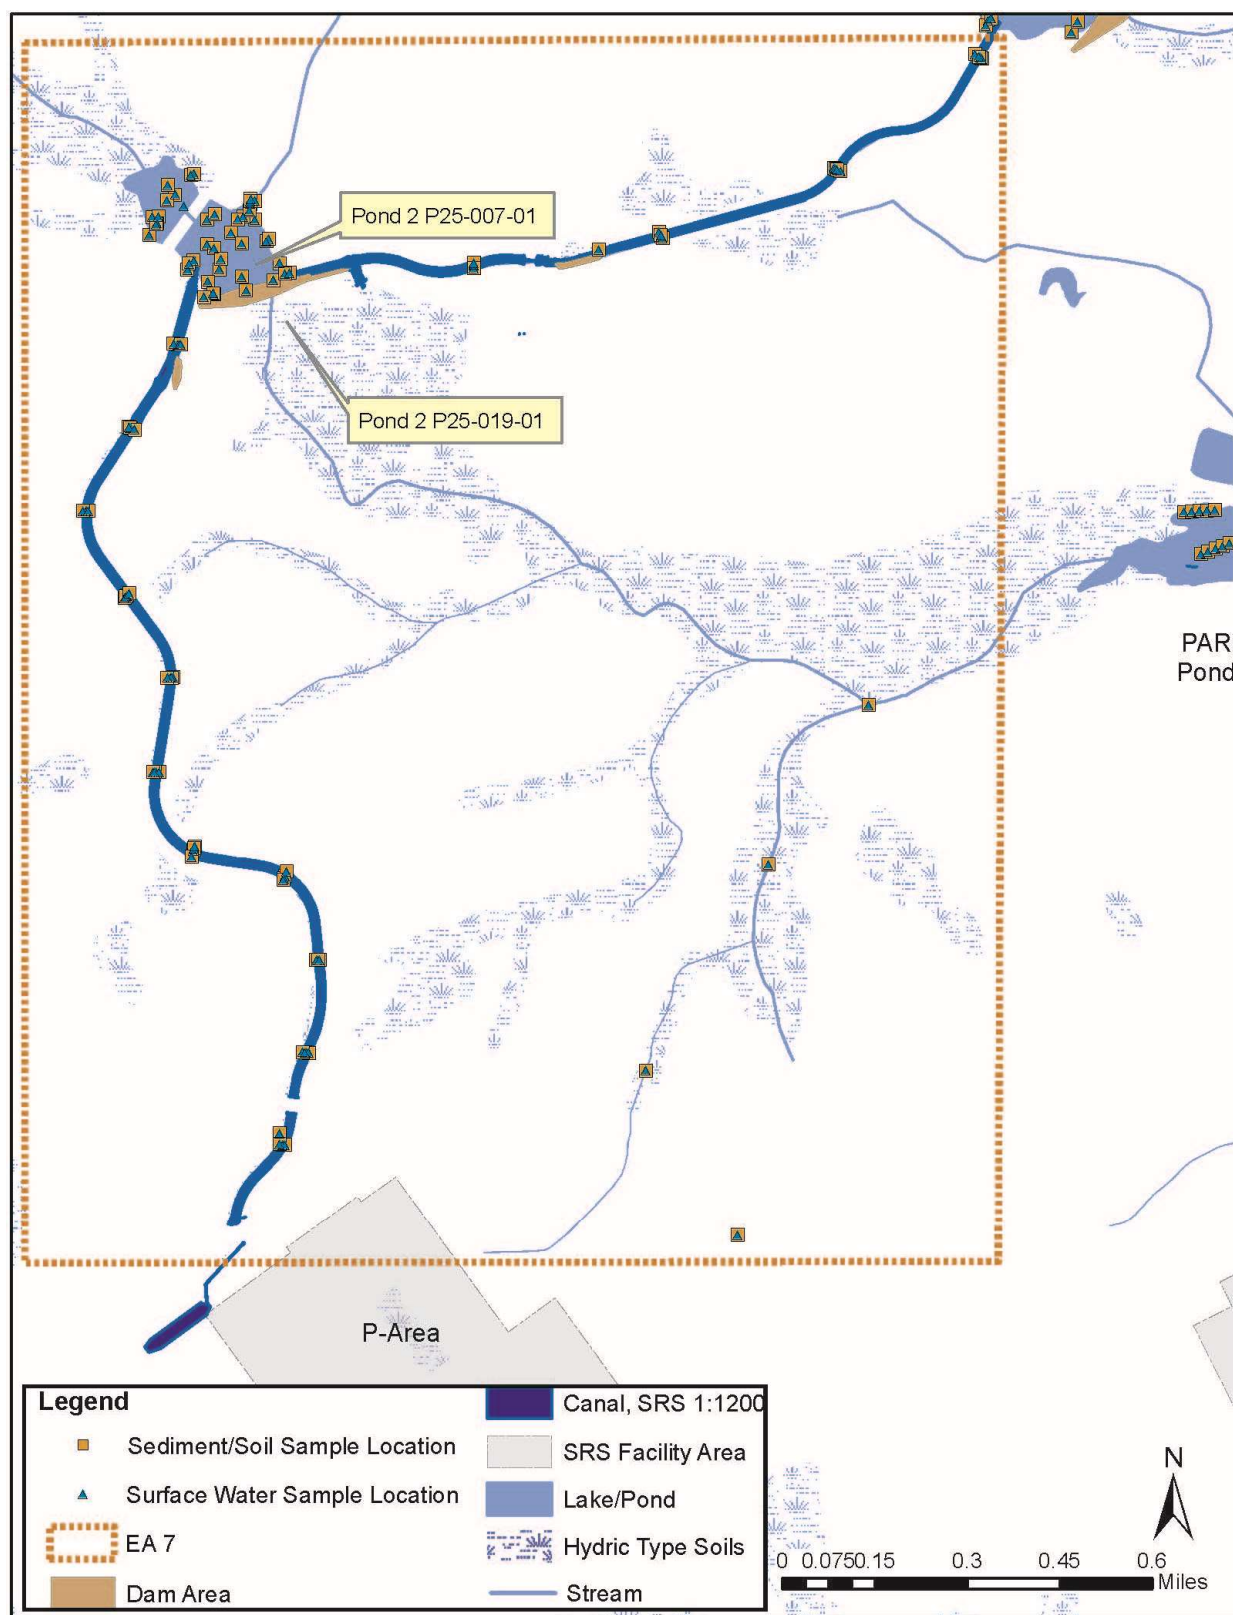 Pond 2 P25-007-01
Pond 2 P25-019-01
PAR
Pond
P-Area
Legend
Sediment/Soil Sample Location
Surface Water Sample Location
EA 7
Dam Area
Canal, SRS 1:1200
SRS Facility Area
Lake/Pond
Hydric Type Soils
Stream
N
0 0.075 0.15 0.3 0.45 0.6
Miles